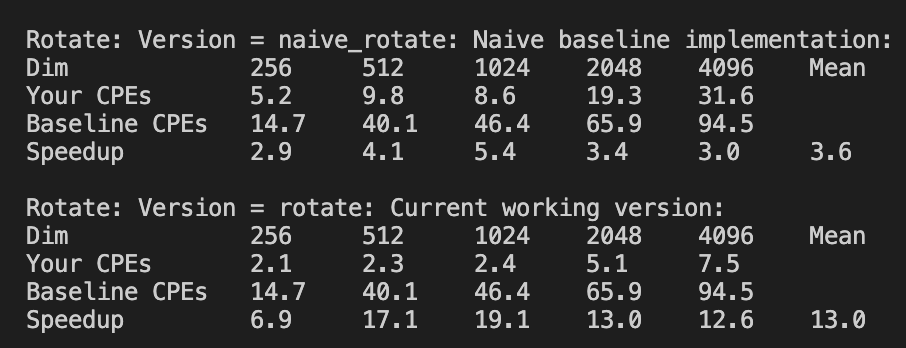 Rotate: Version = naive_rotate: Naive baseline implementation:
Dim 256 512 1024 2048 4096 Mean
Your CPEs 5.2 9.8 8.6 19.3 31.6
Baseline CPEs 14.7 40.1 46.4 65.9 94.5
Speedup 2.9 4.1 5.4 3.4 3.0 3.6
Rotate: Version = rotate: Current working version:
Dim 256 512 1024 2048 4096 Mean
Your CPEs 2.1 2.3 2.4 5.1 7.5
Baseline CPEs 14.7 40.1 46.4 65.9 94.5
Speedup 6.9 17.1 19.1 13.0 12.6 13.0